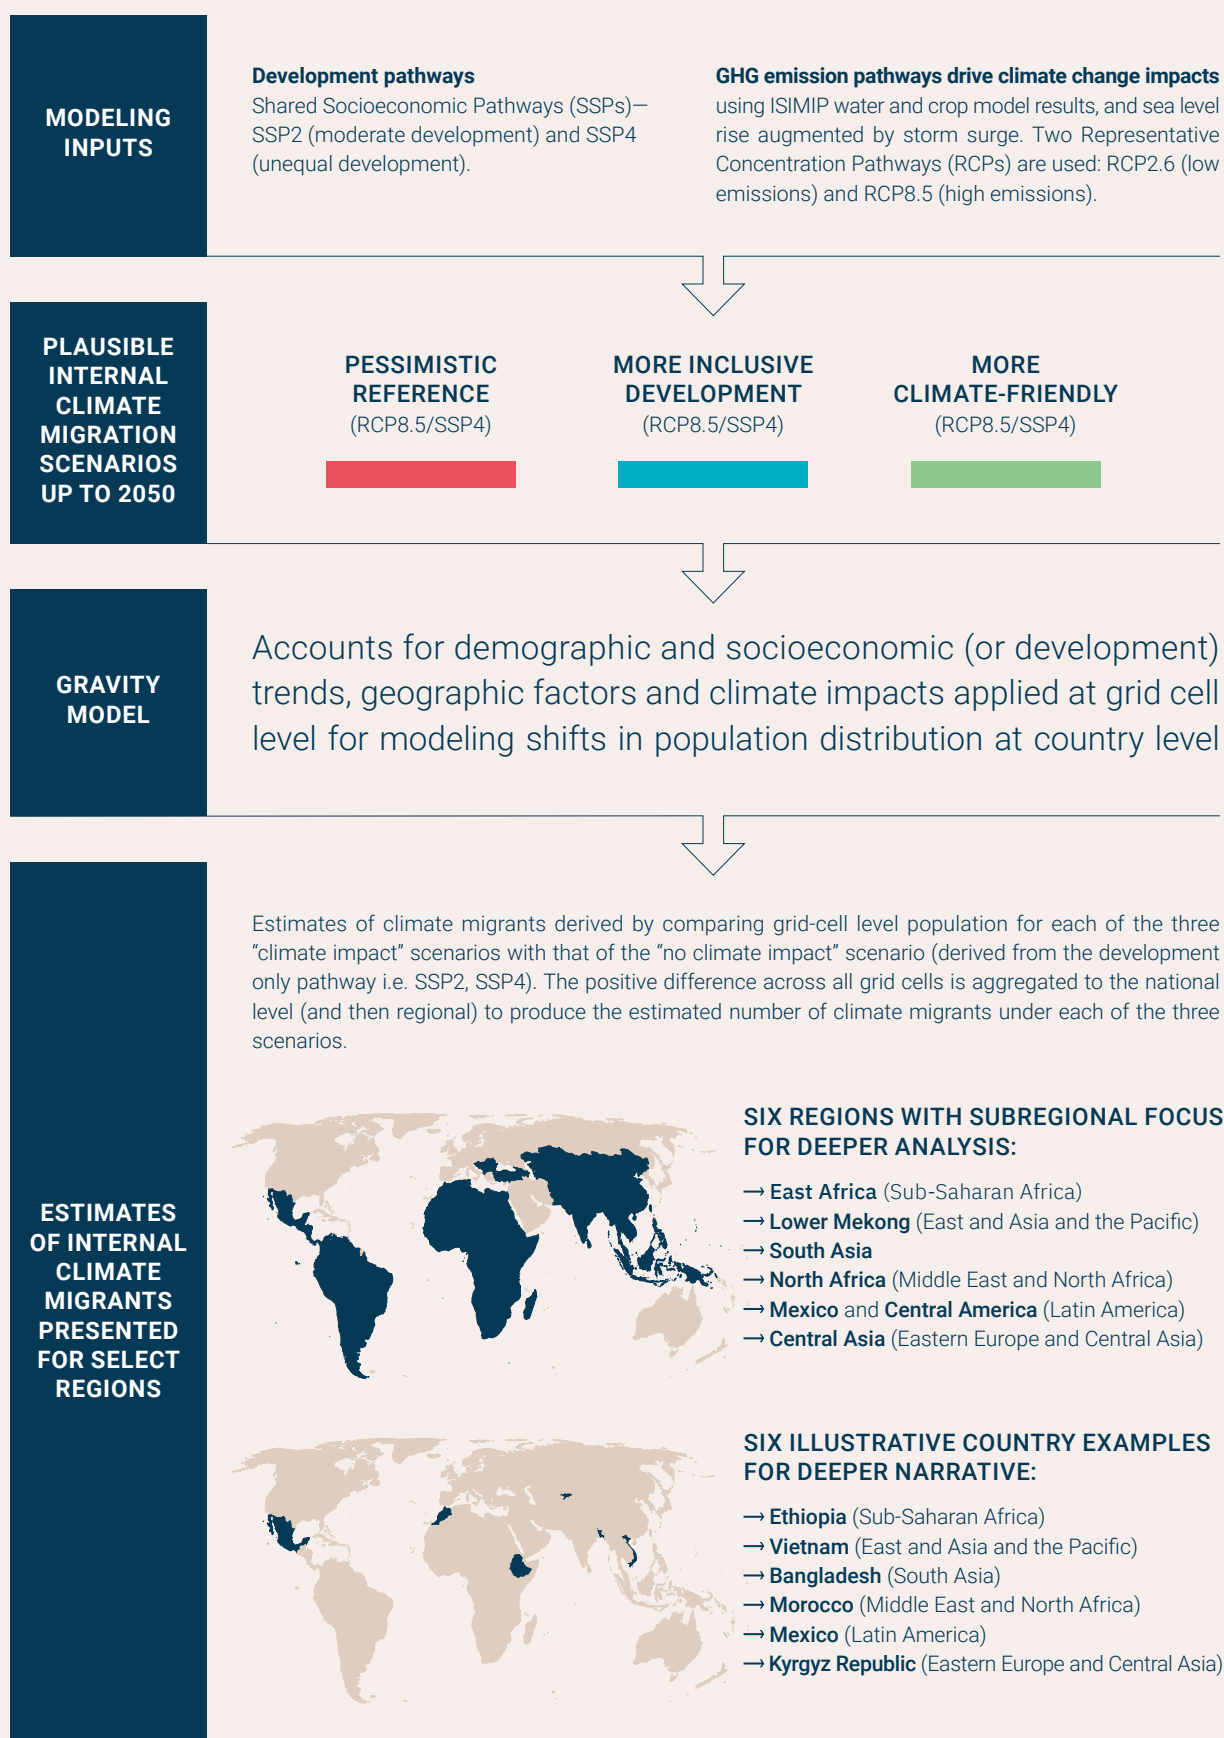 MODELING
INPUTS
Development pathways
Shared Socioeconomic Pathways (SSPs)—
SSP2 (moderate development) and SSP4
(unequal development).
GHG emission pathways drive climate change impacts
using ISIMIP water and crop model results, and sea level
rise augmented by storm surge. Two Representative
Concentration Pathways (RCPs) are used: RCP2.6 (low
emissions) and RCP8.5 (high emissions).
PLAUSIBLE
INTERNAL
CLIMATE
MIGRATION
SCENARIOS
UP TO 2050
PESSIMISTIC
REFERENCE
(RCP8.5/SSP4)
MORE INCLUSIVE
DEVELOPMENT
(RCP8.5/SSP4)
MORE
CLIMATE-FRIENDLY
(RCP8.5/SSP4)
GRAVITY
MODEL
Accounts for demographic and socioeconomic (or development)
trends, geographic factors and climate impacts applied at grid cell
level for modeling shifts in population distribution at country level
ESTIMATES
OF INTERNAL
CLIMATE
MIGRANTS
PRESENTED
FOR SELECT
REGIONS
Estimates of climate migrants derived by comparing grid-cell level population for each of the three
“climate impact” scenarios with that of the “no climate impact” scenario (derived from the development
only pathway i.e. SSP2, SSP4). The positive difference across all grid cells is aggregated to the national
level (and then regional) to produce the estimated number of climate migrants under each of the three
scenarios.
SIX REGIONS WITH SUBREGIONAL FOCUS
FOR DEEPER ANALYSIS:
→ East Africa (Sub-Saharan Africa)
→ Lower Mekong (East and Asia and the Pacific)
→ South Asia
→ North Africa (Middle East and North Africa)
→ Mexico and Central America (Latin America)
→ Central Asia (Eastern Europe and Central Asia)
SIX ILLUSTRATIVE COUNTRY EXAMPLES
FOR DEEPER NARRATIVE:
→ Ethiopia (Sub-Saharan Africa)
→ Vietnam (East and Asia and the Pacific)
→ Bangladesh (South Asia)
→ Morocco (Middle East and North Africa)
→ Mexico (Latin America)
→ Kyrgyz Republic (Eastern Europe and Central Asia)